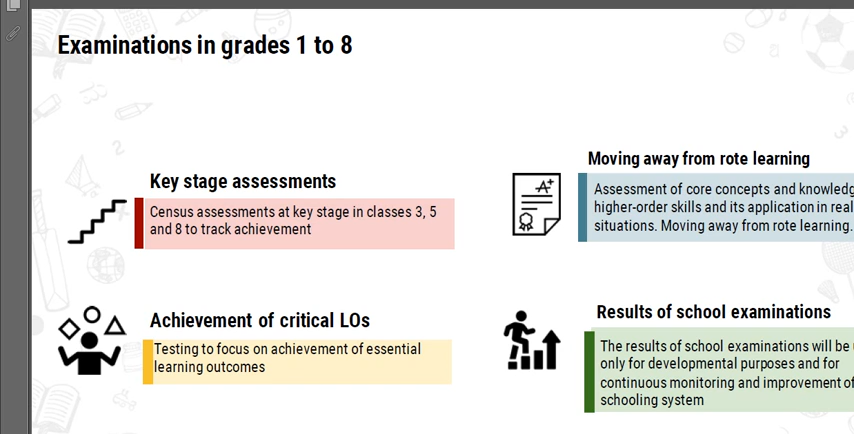 Examinations in grades 1 to 8
Key stage assessments
Census assessments at key stage in classes 3, 5
and 8 to track achievement
Moving away from rote learning
A+
Assessment of core concepts and knowledg
higher-order skills and its application in real
situations. Moving away from rote learning.
Achievement of critical LOs
Testing to focus on achievement of essential
learning outcomes
Results of school examinations
The results of school examinations will be
only for developmental purposes and for
continuous monitoring and improvement of
schooling system